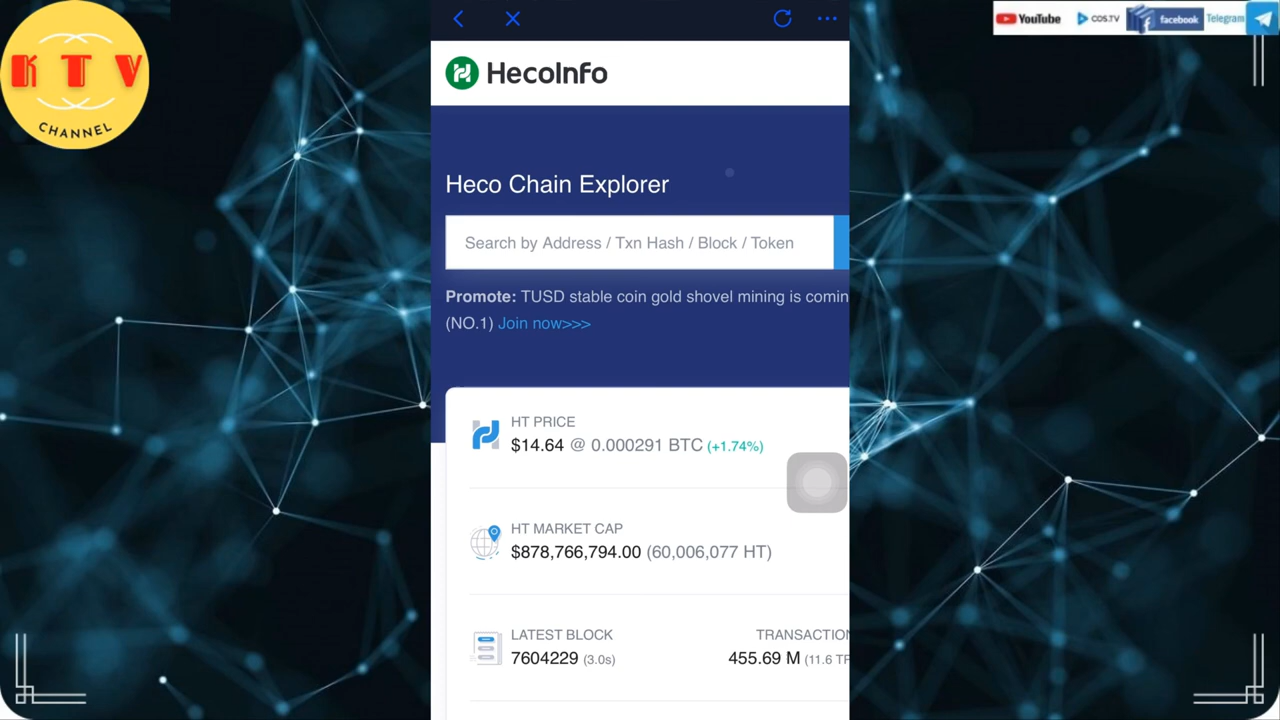 K T V
CHANNEL
YouTube
COS.TV
facebook
Telegram
HecoInfo
Heco Chain Explorer
Search by Address / Txn Hash / Block / Token
Promote: TUSD stable coin gold shovel mining is comin
(NO.1) Join now>>>
HT PRICE
$14.64 @ 0.000291 BTC (+1.74%)
HT MARKET CAP
$878,766,794.00 (60,006,077 HT)
LATEST BLOCK
TRANSACTION
7604229 (3.0s)
455.69 M (11.6 TP